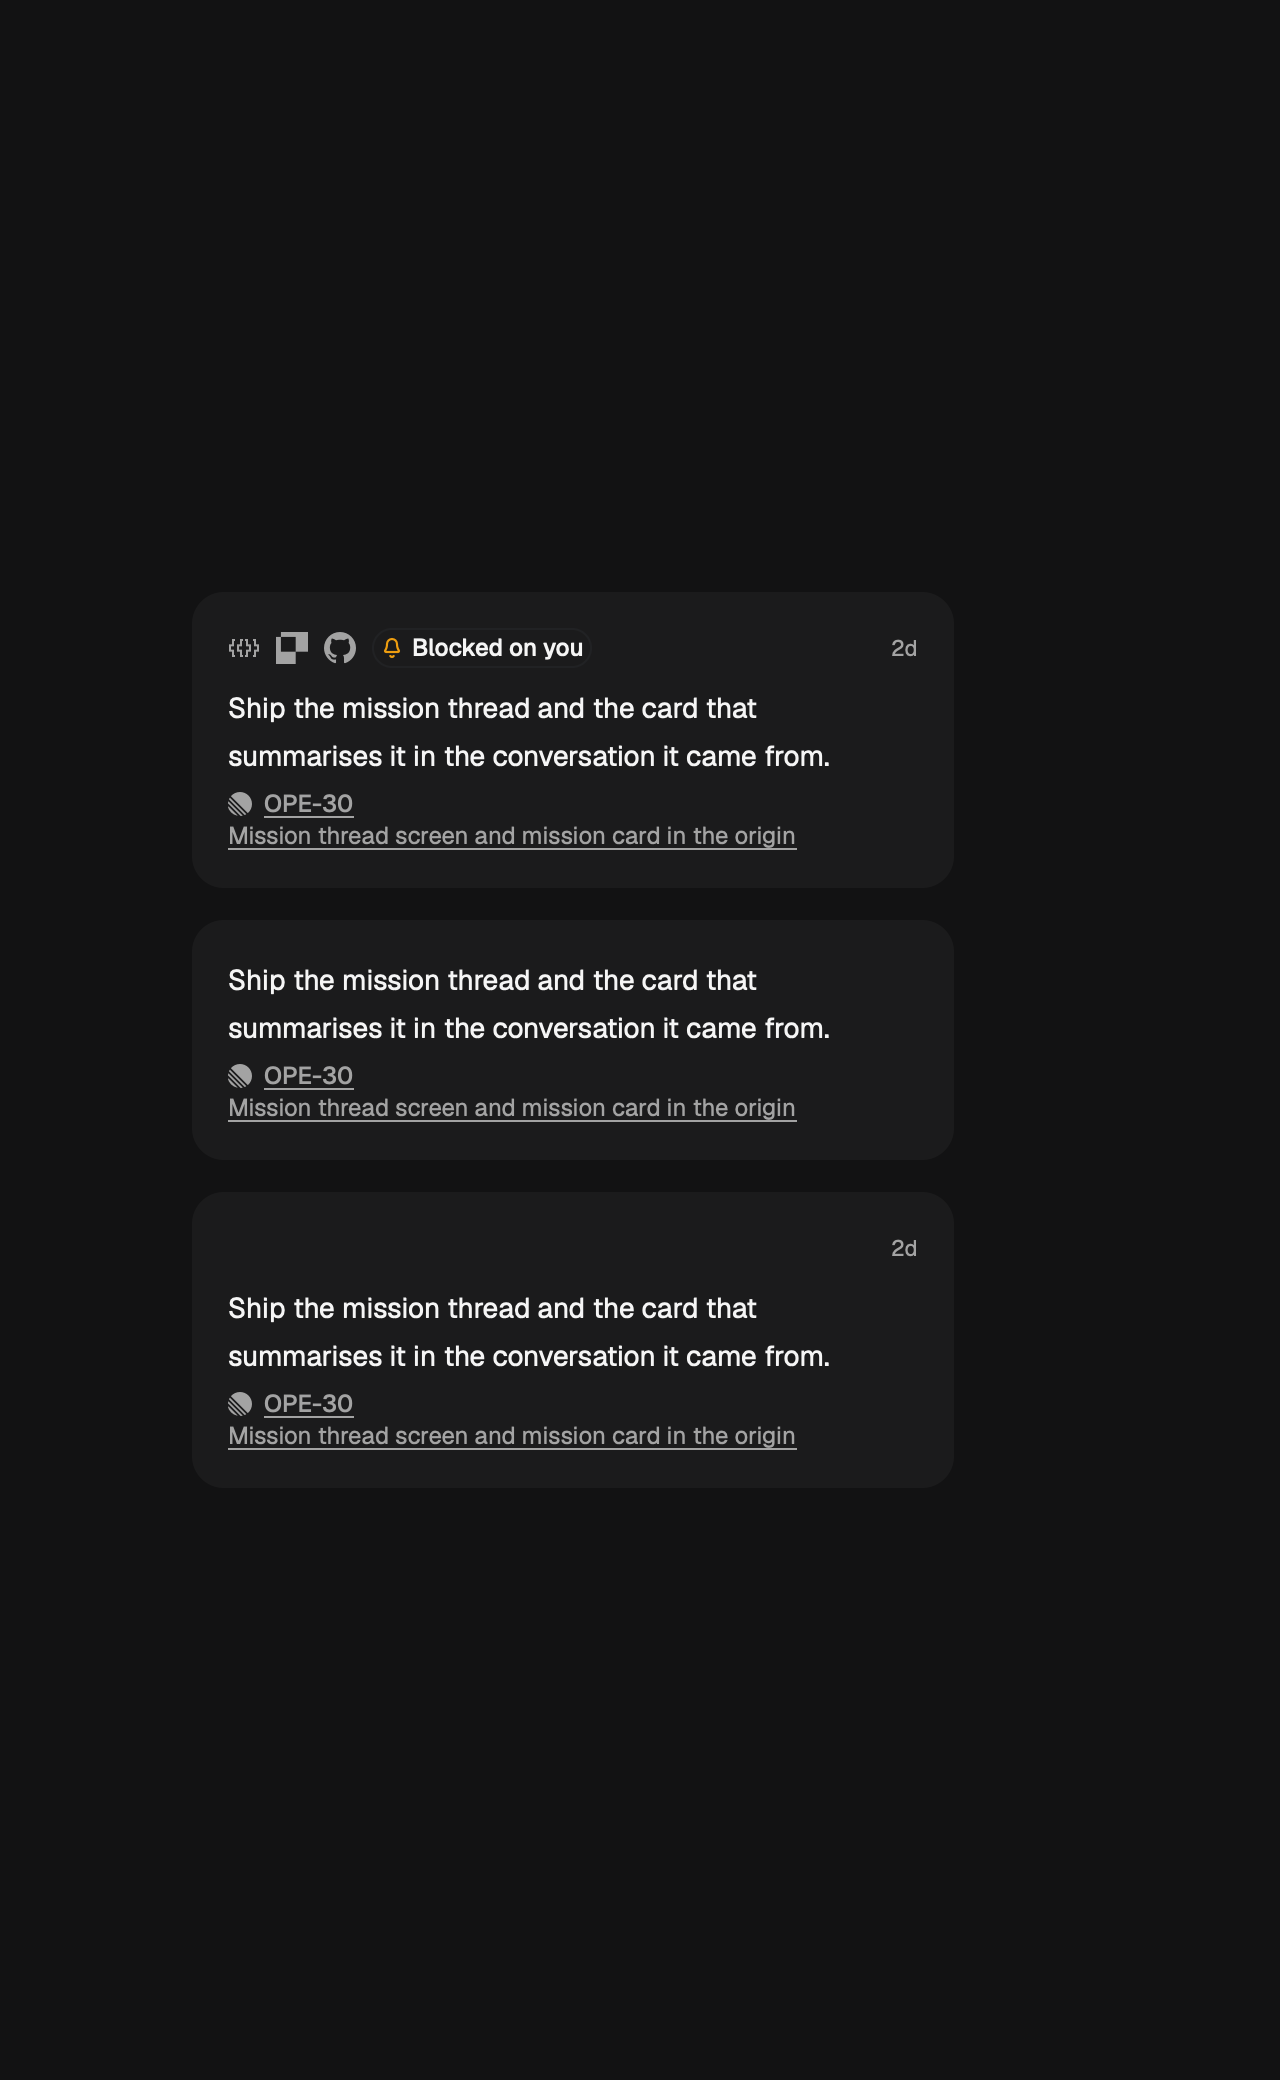 Blocked on you 2d
Ship the mission thread and the card that
summarises it in the conversation it came from.
OPE-30
Mission thread screen and mission card in the origin
Ship the mission thread and the card that
summarises it in the conversation it came from.
OPE-30
Mission thread screen and mission card in the origin
2d
Ship the mission thread and the card that
summarises it in the conversation it came from.
OPE-30
Mission thread screen and mission card in the origin